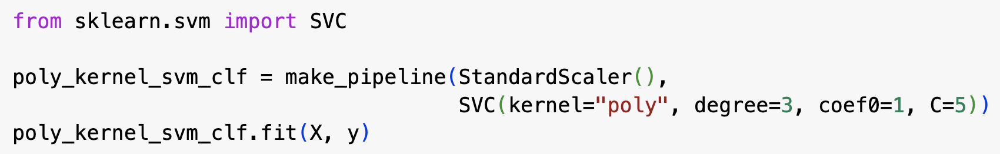 from sklearn.svm import SVC
poly_kernel_svm_clf = make_pipeline(StandardScaler(),
SVC(kernel="poly", degree=3, coef0=1, C=5))
poly_kernel_svm_clf.fit(X, y)